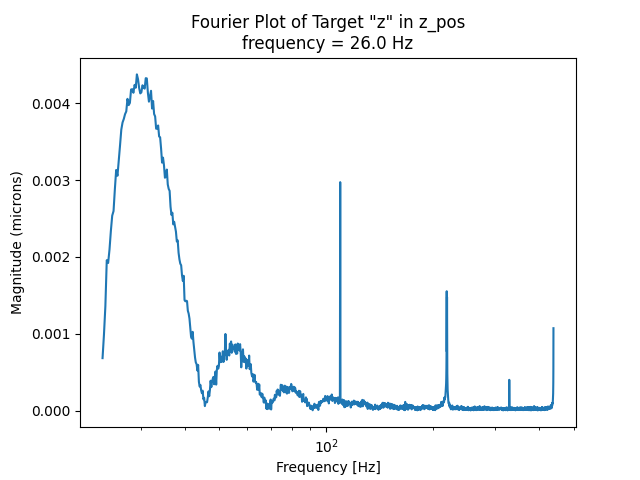 Fourier Plot of Target "z" in z_pos
frequency = 26.0 Hz
Magnitude (microns)
0.004
0.003
0.002
0.001
0.000
10²
Frequency [Hz]